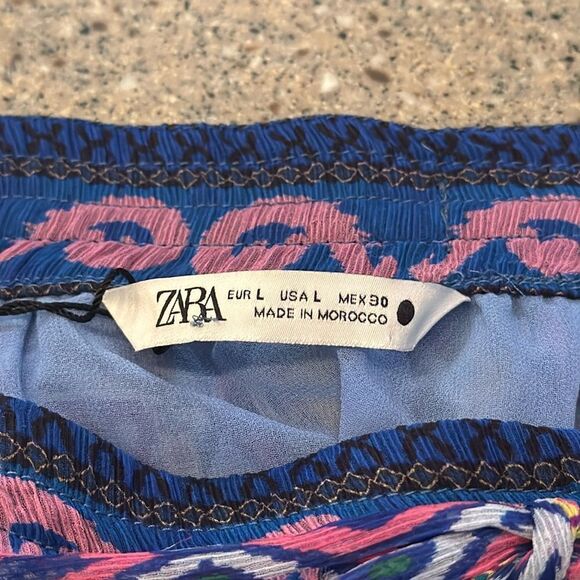 ZARA
EUR L USA L MEX 30
MADE IN MOROCCO